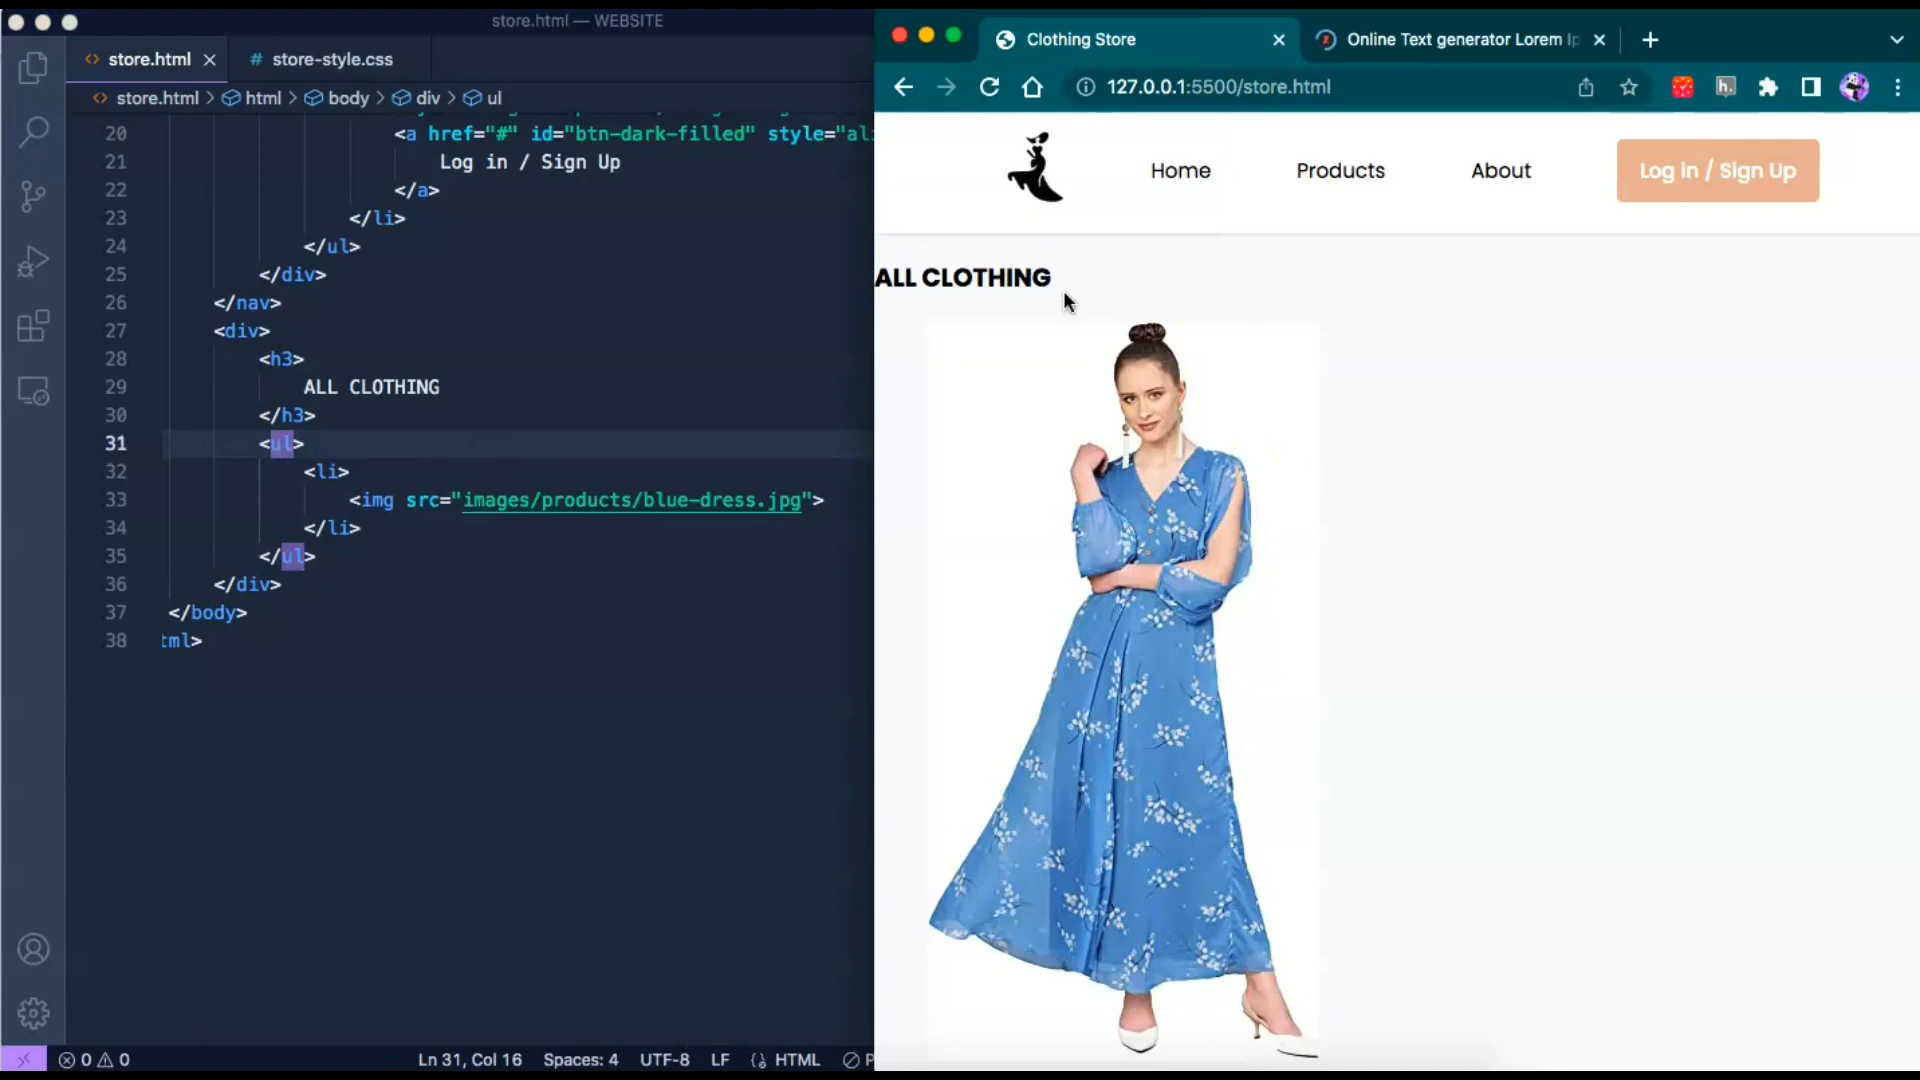 store.html — WEBSITE
store.html
# store-style.css
store.html > html > body > div > ul
20 <a href="#" id="btn-dark-filled" style="al
21 Log in / Sign Up
22 </a>
23 </li>
24 </ul>
25 </div>
26 </nav>
27 <div>
28 <h3>
29 ALL CLOTHING
30 </h3>
31 <ul>
32 <li>
33 <img src="images/products/blue-dress.jpg">
34 </li>
35 </ul>
36 </div>
37 </body>
38 tml>
0 0
Ln 31, Col 16
Spaces: 4
UTF-8
LF
HTML
P
Clothing Store
Online Text generator Lorem Ip
127.0.0.1:5500/store.html
h.
Home
Products
About
Log in / Sign Up
ALL CLOTHING